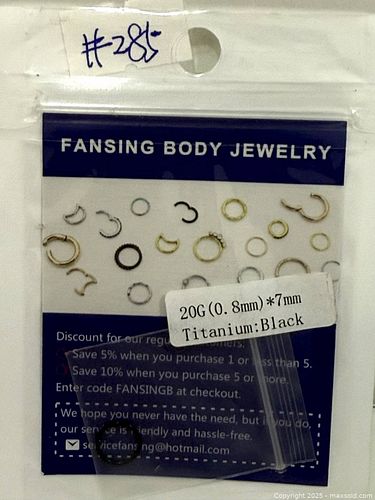 #285
FANSING BODY JEWELRY
20G(0.8mm)*7mm
Titanium:Black
Discount for our customers.
Save 5% when you purchase 1 or less than 5.
Save 10% when you purchase 5 or more.
Enter code FANSINGB at checkout.
We hope you never have the need, but if you do,
our service is friendly and hassle-free.
servicefansing@hotmail.com
Copyright 2025 - maxsold.com